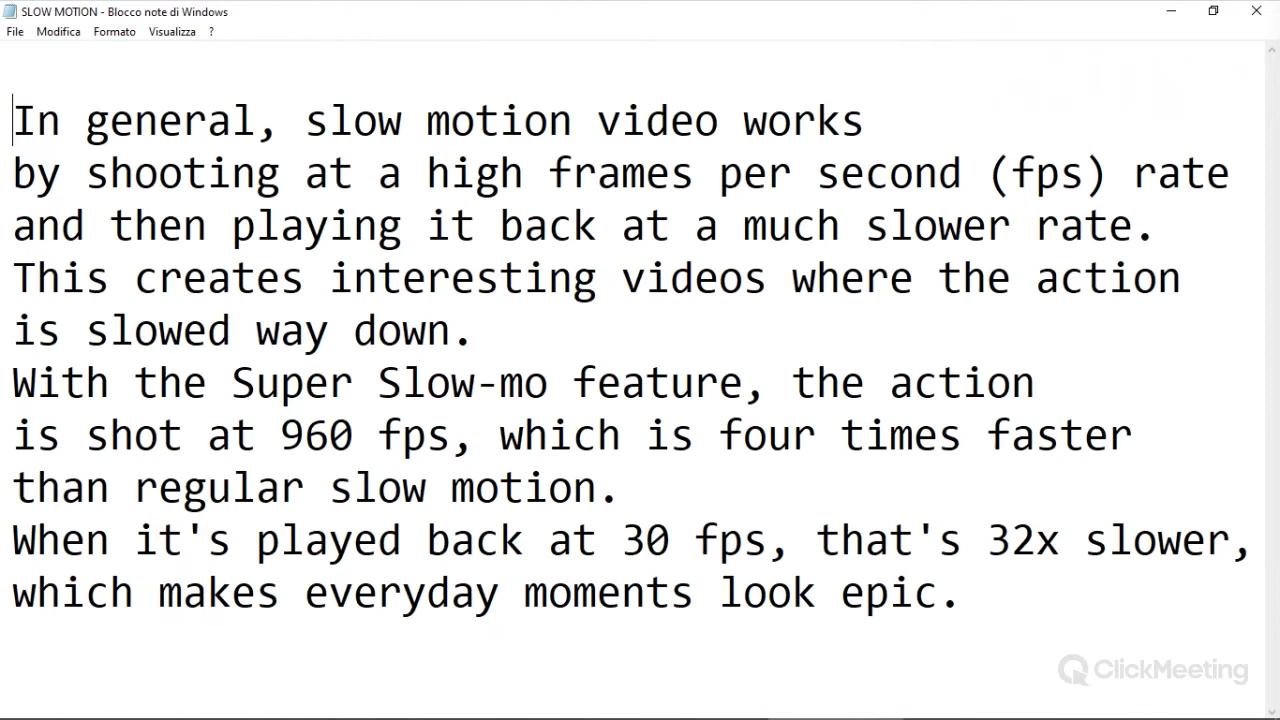 SLOW MOTION - Blocco note di Windows
File Modifica Formato Visualizza ?
In general, slow motion video works
by shooting at a high frames per second (fps) rate
and then playing it back at a much slower rate.
This creates interesting videos where the action
is slowed way down.
With the Super Slow-mo feature, the action
is shot at 960 fps, which is four times faster
than regular slow motion.
When it's played back at 30 fps, that's 32x slower,
which makes everyday moments look epic.
ClickMeeting